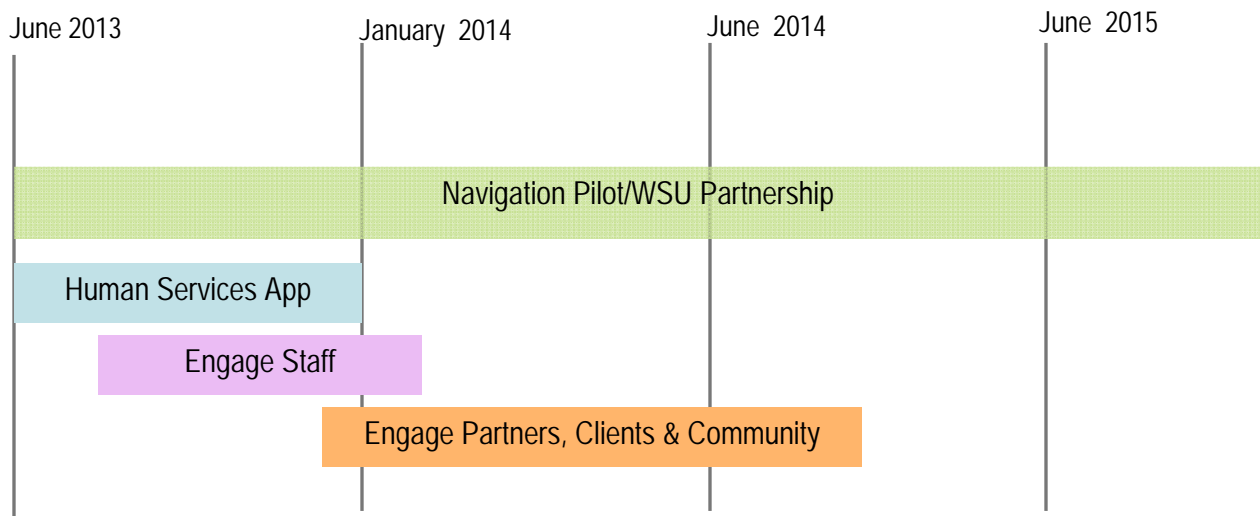 June 2013
January 2014
June 2014
June 2015
Navigation Pilot/WSU Partnership
Human Services App
Engage Staff
Engage Partners, Clients & Community